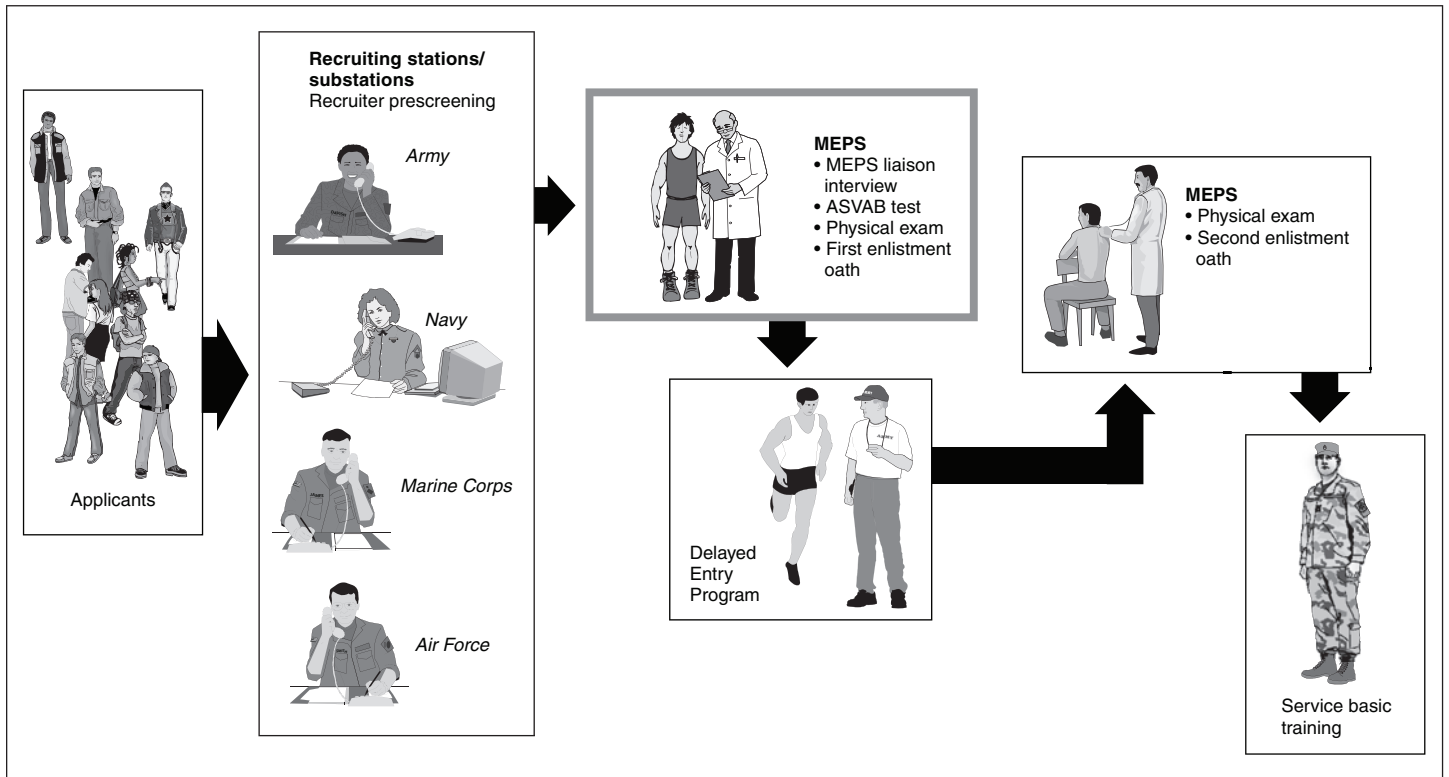 Applicants
Recruiting stations/
substations
Recruiter prescreening
Army
Navy
Marine Corps
Air Force
MEPS
• MEPS liaison
interview
• ASVAB test
• Physical exam
• First enlistment
oath
Delayed
Entry
Program
MEPS
• Physical exam
• Second enlistment
oath
Service basic
training